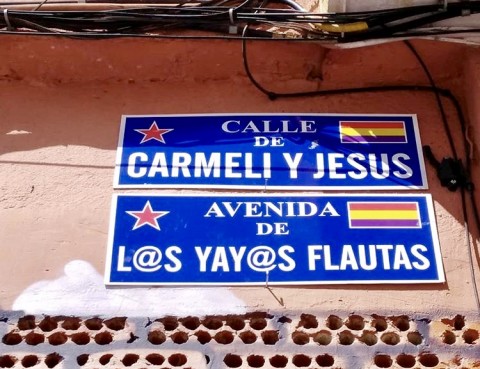 CALLE
DE
CARMELI Y JESUS
AVENIDA
DE
L@S YAY@S FLAUTAS